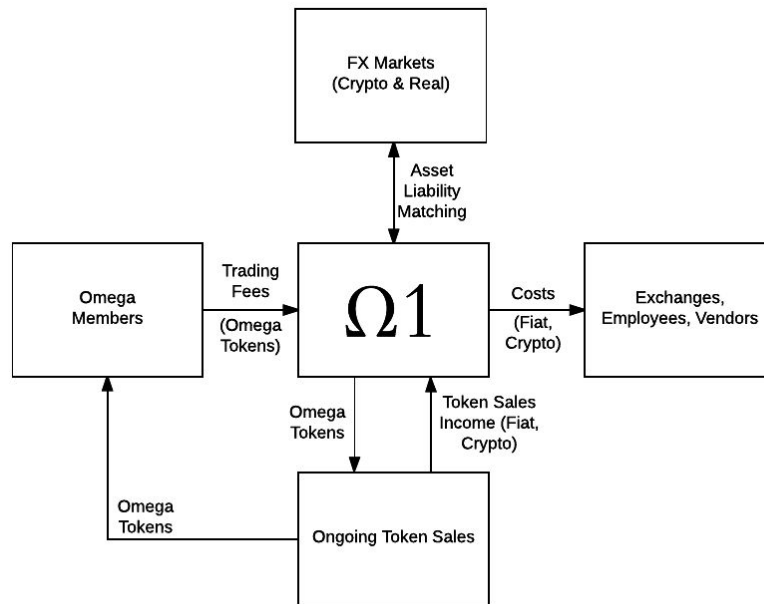 FX Markets
(Crypto & Real)
Asset
Liability
Matching
Omega
Members
Trading
Fees
(Omega
Tokens)
Ω1
Costs
(Fiat,
Crypto)
Exchanges,
Employees, Vendors
Omega
Tokens
Token Sales
Income (Fiat,
Crypto)
Omega
Tokens
Ongoing Token Sales